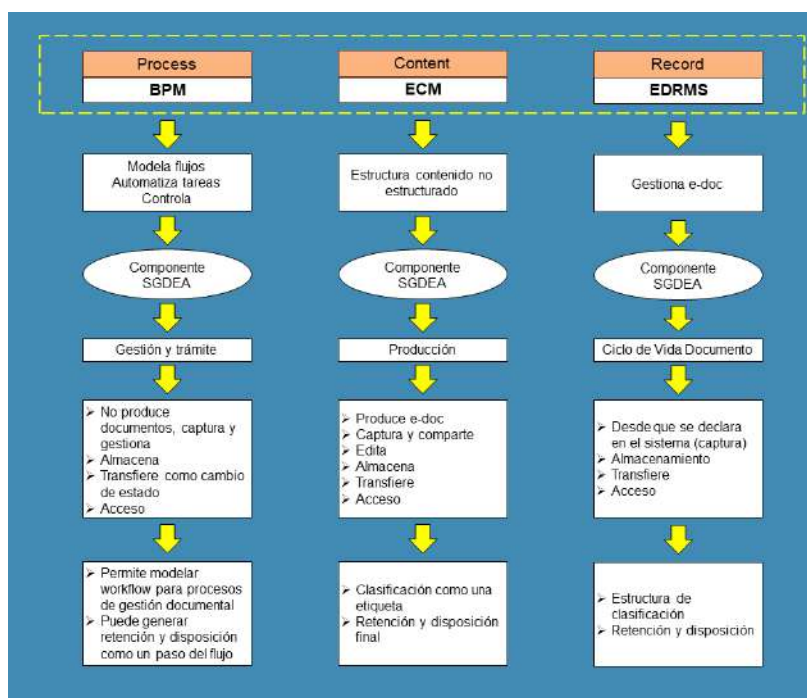 Process
BPM
Modela flujos
Automatiza tareas
Controla
Componente
SGDEA
Gestión y trámite
➢ No produce
documentos, captura y
gestiona
➢ Almacena
➢ Transfiere como cambio
de estado
➢ Acceso
➢ Permite modelar
workflow para procesos
de gestión documental
➢ Puede generar
retención y disposición
como un paso del flujo
Content
ECM
Estructura contenido no
estructurado
Componente
SGDEA
Producción
➢ Produce e-doc
➢ Captura y comparte
➢ Edita
➢ Almacena
➢ Transfiere
➢ Acceso
➢ Clasificación como una
etiqueta
➢ Retención y disposición
final
Record
EDRMS
Gestiona e-doc
Componente
SGDEA
Ciclo de Vida Documento
➢ Desde que se declara
en el sistema (captura)
➢ Almacenamiento
➢ Transfiere
➢ Acceso
➢ Estructura de
clasificación
➢ Retención y disposición